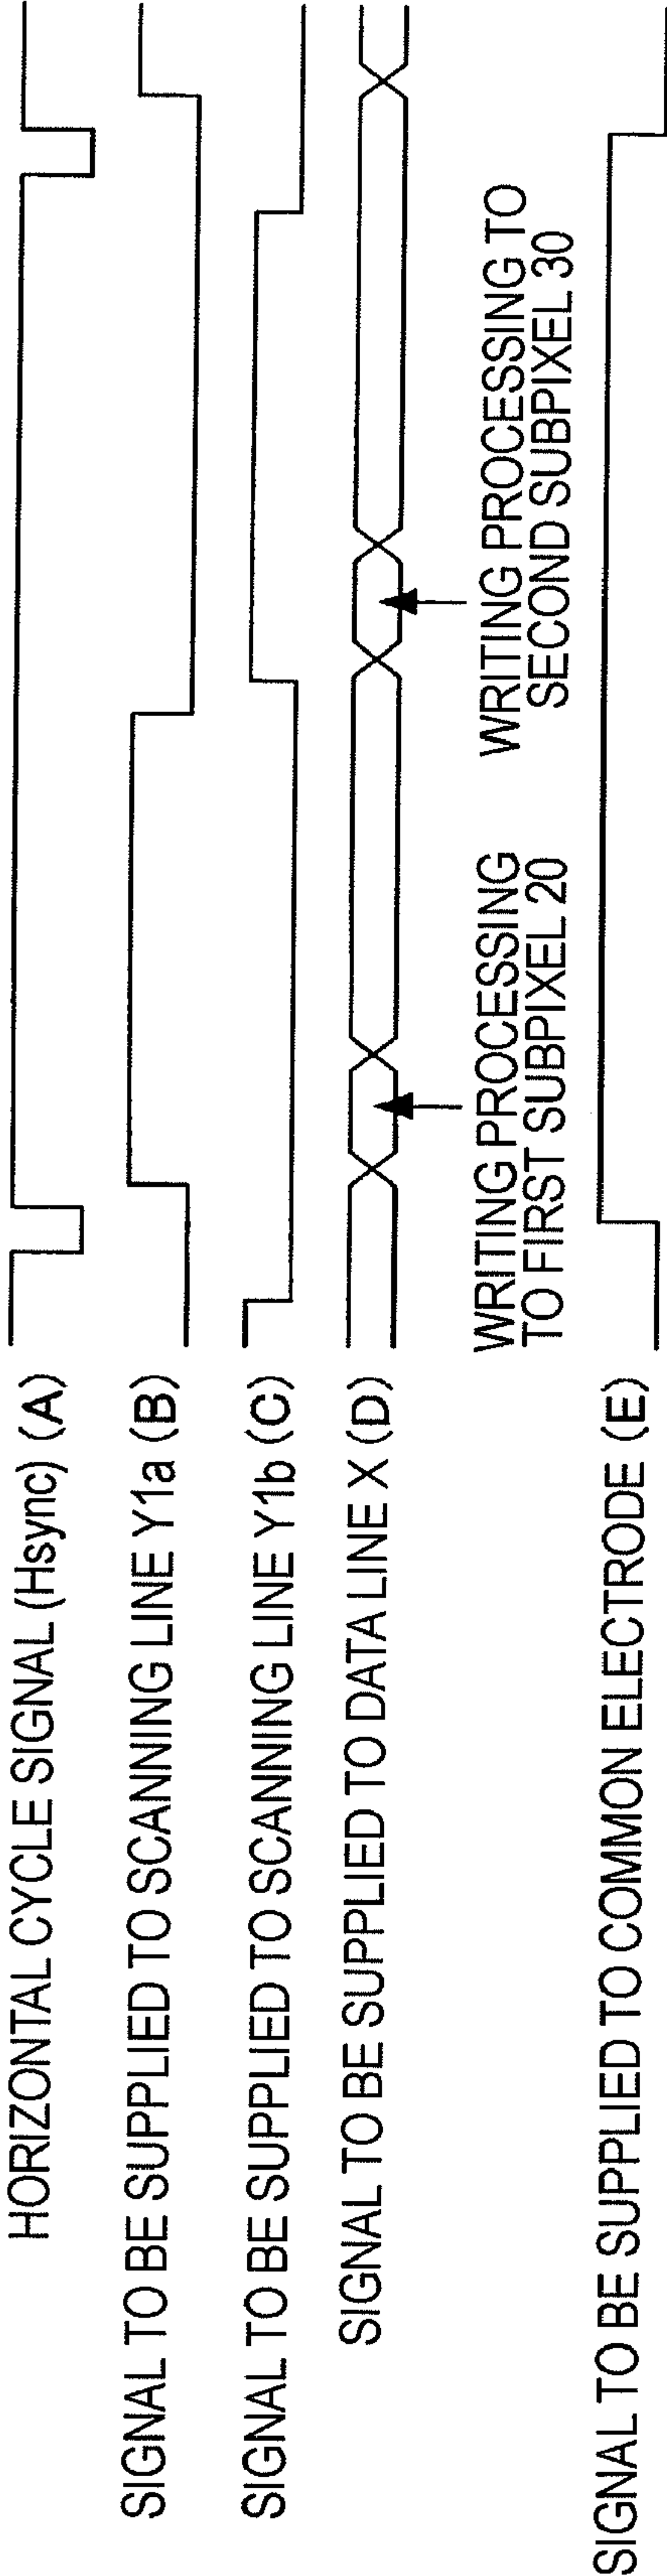 HORIZONTAL CYCLE SIGNAL (Hsync) (A)
SIGNAL TO BE SUPPLIED TO SCANNING LINE Y1a (B)
SIGNAL TO BE SUPPLIED TO SCANNING LINE Y1b (C)
SIGNAL TO BE SUPPLIED TO DATA LINE X (D)
WRITING PROCESSING
TO FIRST SUBPIXEL 20
WRITING PROCESSING TO
SECOND SUBPIXEL 30
SIGNAL TO BE SUPPLIED TO COMMON ELECTRODE (E)